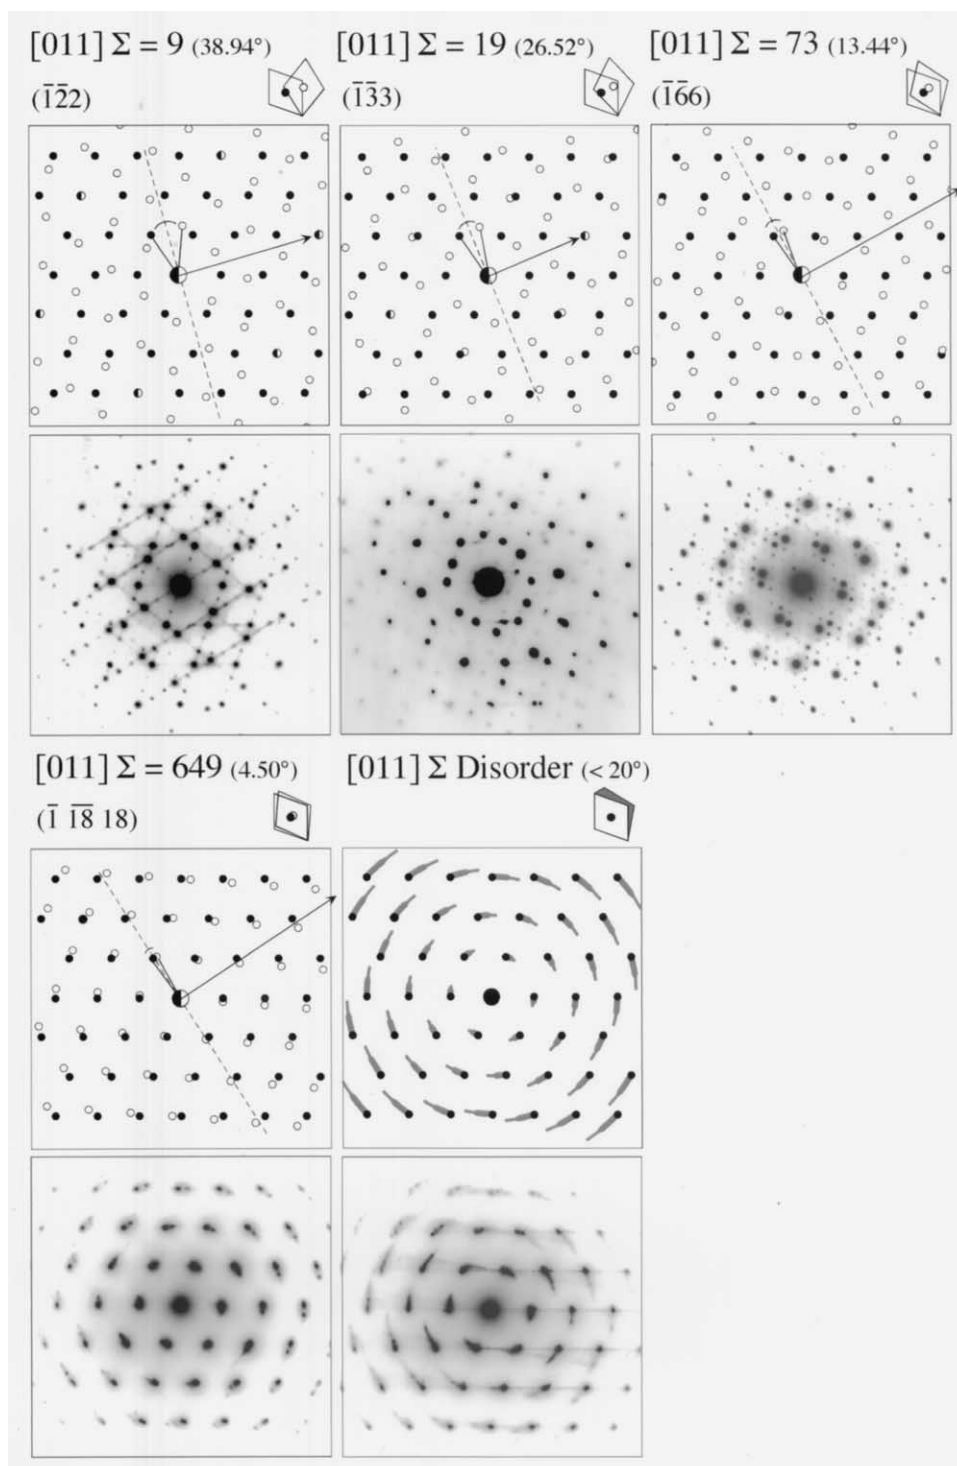 [011] Σ = 9 (38.94°)
(1̅2̅2)
[011] Σ = 19 (26.52°)
(1̅3̅3)
[011] Σ = 73 (13.44°)
(1̅6̅6)
[011] Σ = 649 (4.50°)
(1̅ 1̅8̅ 18)
[011] Σ Disorder (< 20°)